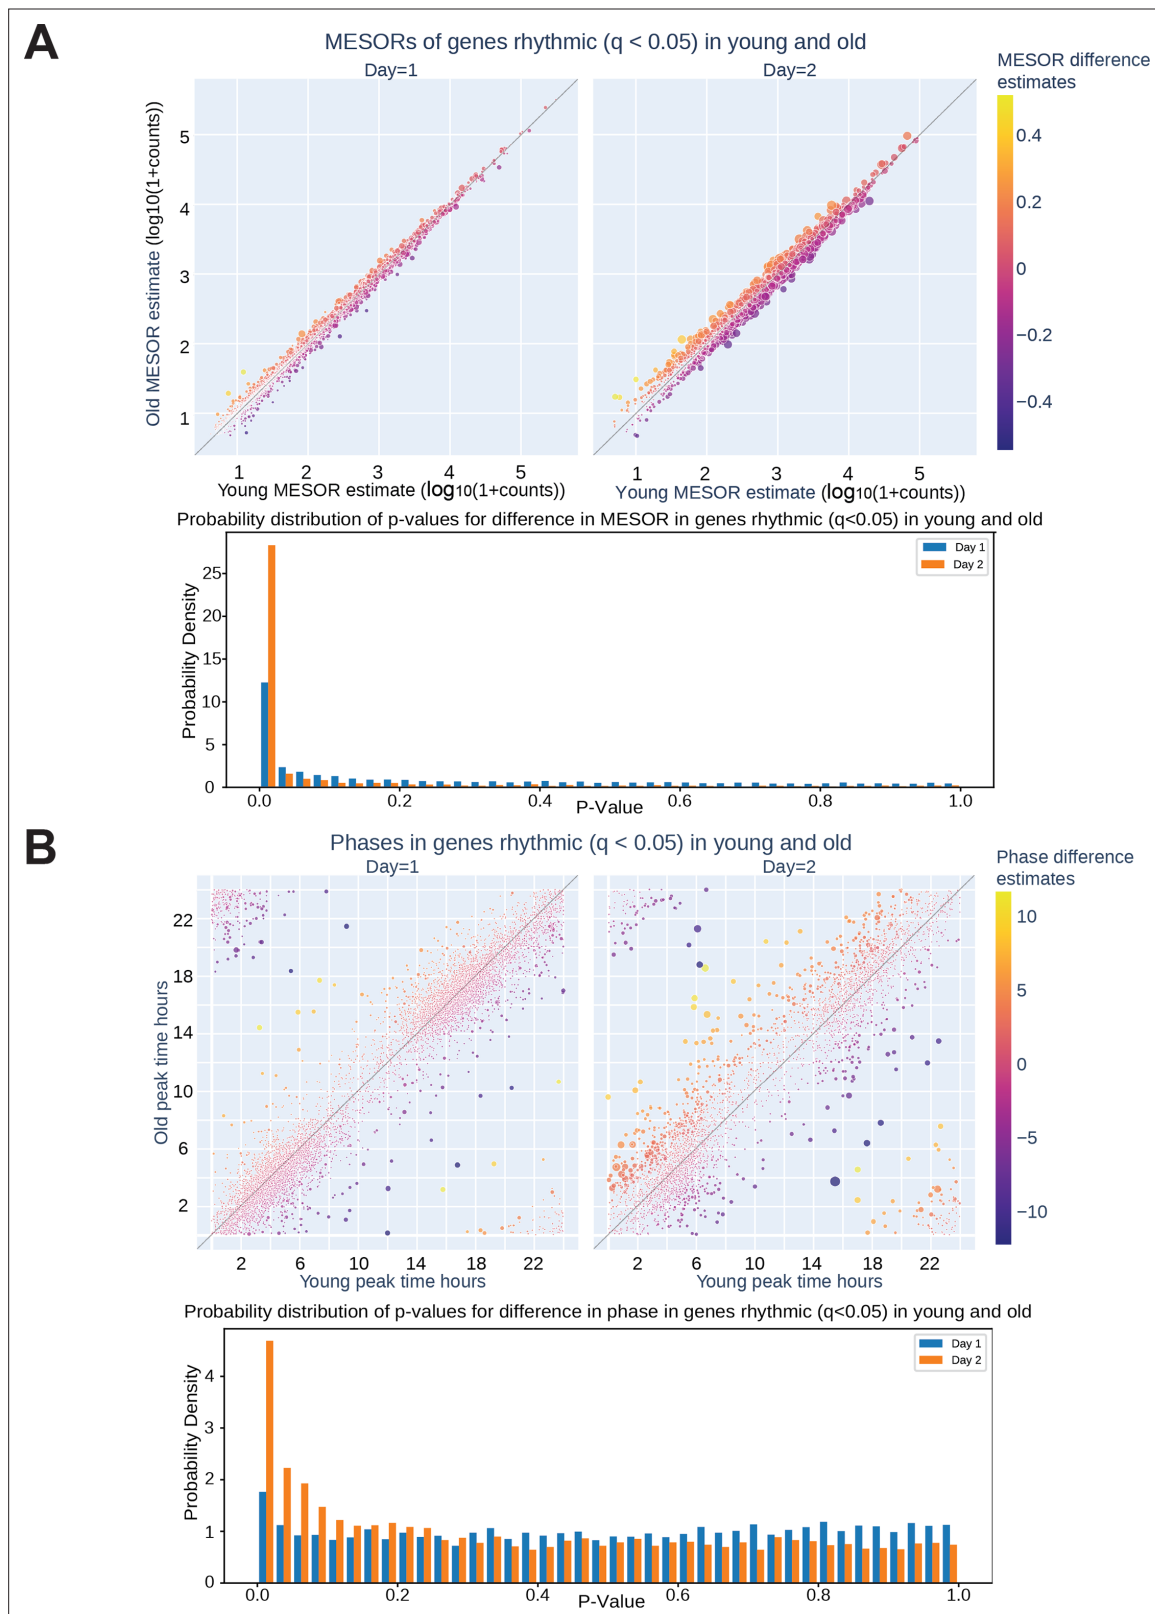 A
MESORs of genes rhythmic (q < 0.05) in young and old
Day=1
Day=2
MESOR difference
estimates
0.4
0.2
0
−0.2
−0.4
Old MESOR estimate (log10(1+counts))
5
4
3
2
1
1 2 3 4 5
1 2 3 4 5
Young MESOR estimate (log10(1+counts))
Young MESOR estimate (log10(1+counts))
Probability distribution of p-values for difference in MESOR in genes rhythmic (q<0.05) in young and old
Day 1
Day 2
Probability Density
25
20
15
10
5
0
0.0 0.2 0.4 0.6 0.8 1.0
P-Value
B
Phases in genes rhythmic (q < 0.05) in young and old
Day=1
Day=2
Phase difference
estimates
10
5
0
−5
−10
Old peak time hours
22
18
14
10
6
2
2 6 10 14 18 22
2 6 10 14 18 22
Young peak time hours
Young peak time hours
Probability distribution of p-values for difference in phase in genes rhythmic (q<0.05) in young and old
Day 1
Day 2
Probability Density
4
3
2
1
0
0.0 0.2 0.4 0.6 0.8 1.0
P-Value